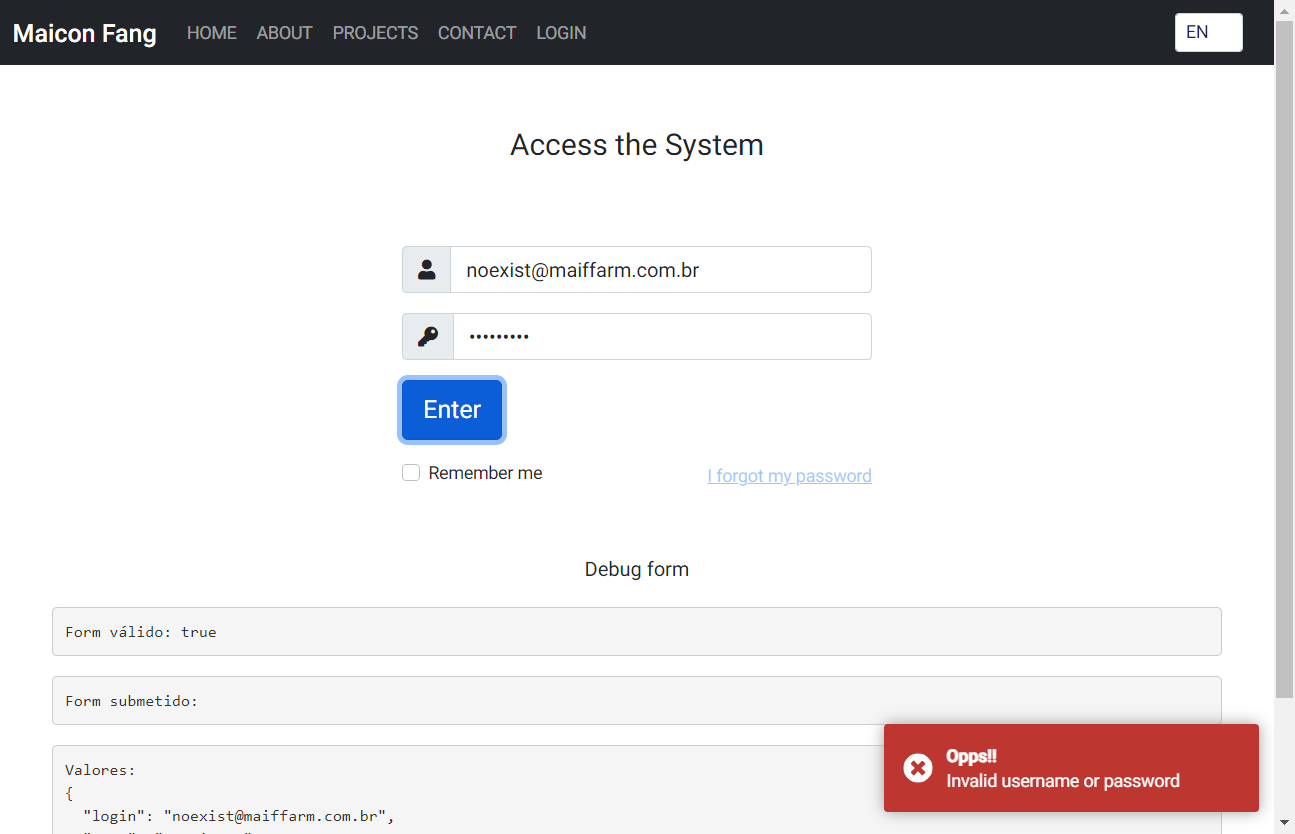 Maicon Fang HOME ABOUT PROJECTS CONTACT LOGIN EN
Access the System
noexist@maiffarm.com.br
•••••••••
Enter
Remember me I forgot my password
Debug form
Form válido: true
Form submetido:
Valores:
{
"login": "noexist@maiffarm.com.br",
Opps!!
Invalid username or password